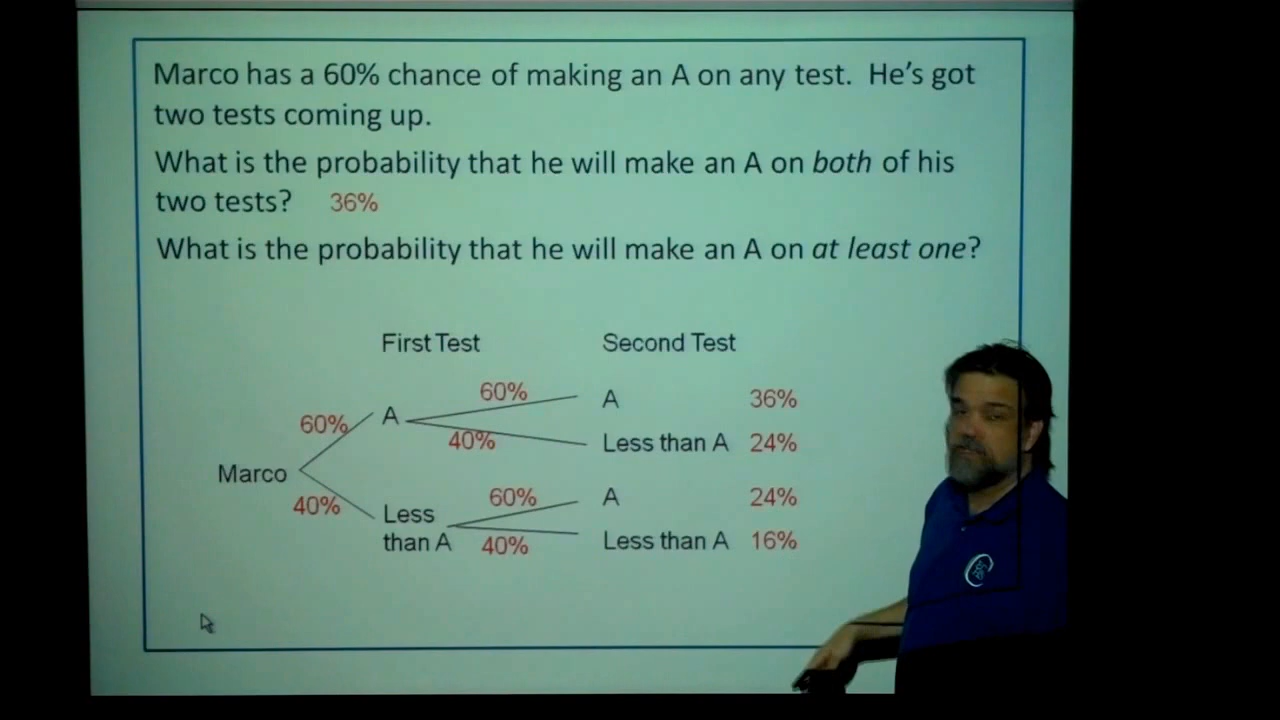 Marco has a 60% chance of making an A on any test. He's got
two tests coming up.
What is the probability that he will make an A on both of his
two tests? 36%
What is the probability that he will make an A on at least one?
First Test Second Test
60% A 36%
60% A
40% Less than A 24%
Marco
60% A 24%
40% Less
than A 40% Less than A 16%